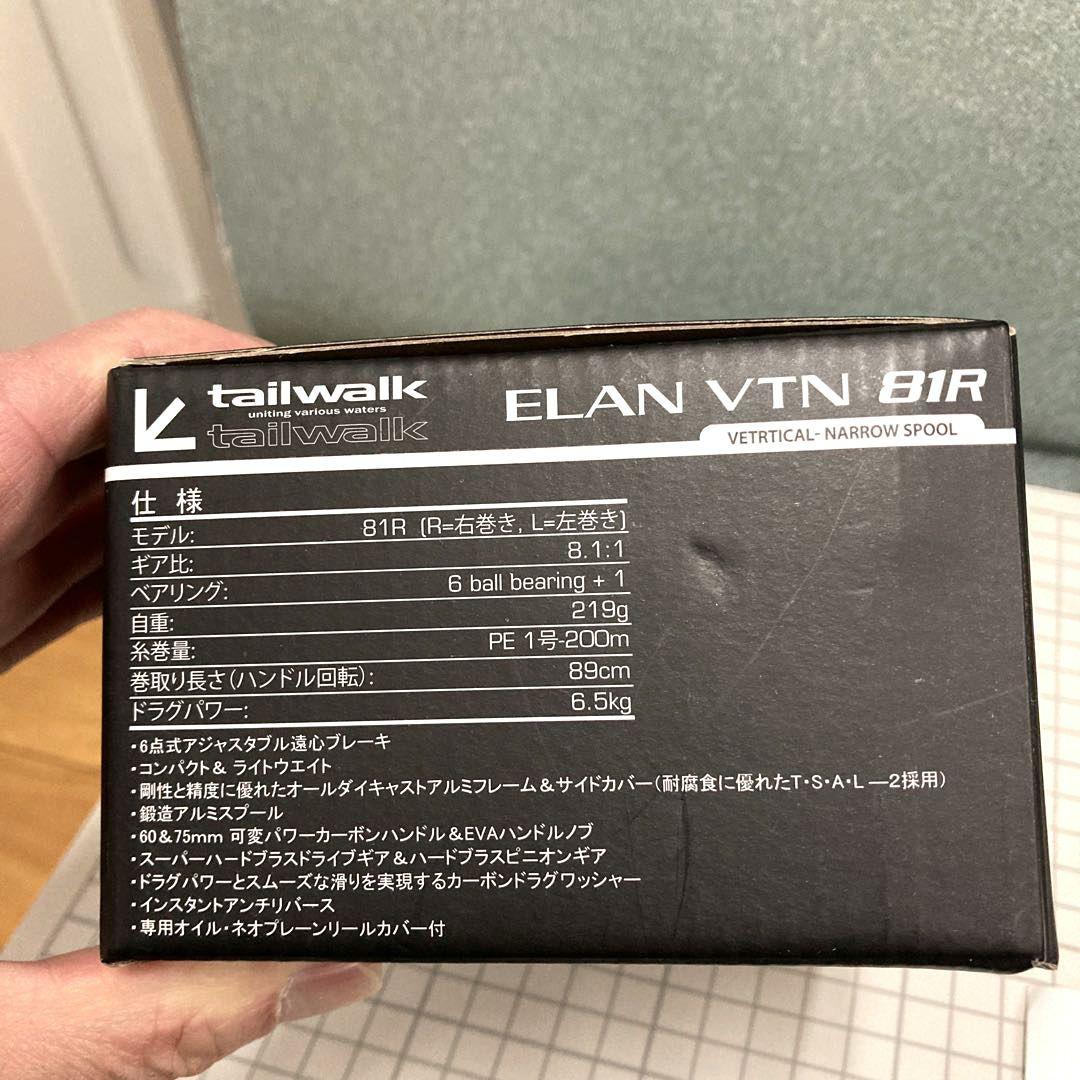 tailwalk
uniting various waters
tailwalk
ELAN VTN 81R
VETRTICAL- NARROW SPOOL
仕様
モデル: 81R (R=右巻き, L=左巻き)
ギア比: 8.1:1
ベアリング: 6 ball bearing + 1
自重: 219g
糸巻量: PE 1号-200m
巻取り長さ(ハンドル回転): 89cm
ドラグパワー: 6.5kg
・6点式アジャスタブル遠心ブレーキ
・コンパクト& ライトウエイト
・剛性と精度に優れたオールダイキャストアルミフレーム&サイドカバー(耐腐食に優れたT・S・A・L —2採用)
・鍛造アルミスプール
・60&75mm 可変パワーカーボンハンドル&EVAハンドルノブ
・スーパーハードブラスドライブギア&ハードブラスピニオンギア
・ドラグパワーとスムーズな滑りを実現するカーボンドラグワッシャー
・インスタントアンチリバース
・専用オイル・ネオプレーンリールカバー付